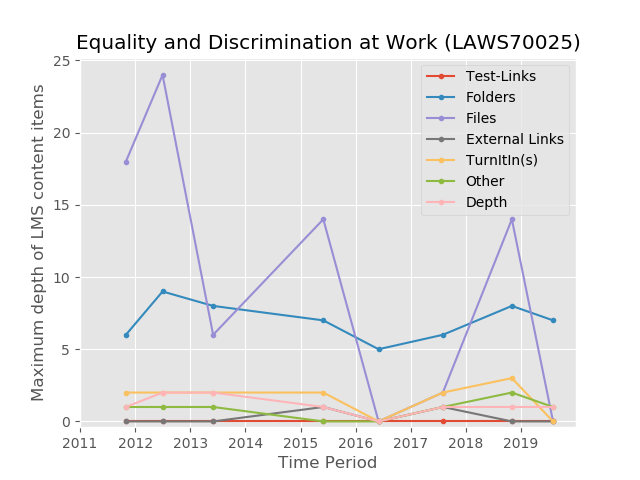 Equality and Discrimination at Work (LAWS70025)
Maximum depth of LMS content items
25
20
15
10
5
0
Test-Links
Folders
Files
External Links
TurnItIn(s)
Other
Depth
2011 2012 2013 2014 2015 2016 2017 2018 2019
Time Period